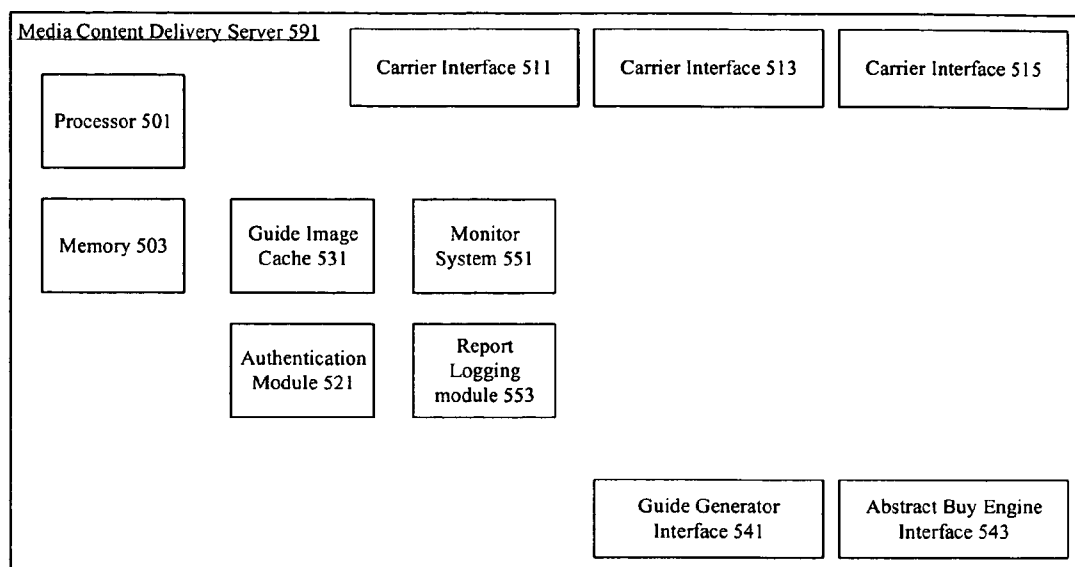 Media Content Delivery Server 591
Carrier Interface 511
Carrier Interface 513
Carrier Interface 515
Processor 501
Memory 503
Guide Image
Cache 531
Monitor
System 551
Authentication
Module 521
Report
Logging
module 553
Guide Generator
Interface 541
Abstract Buy Engine
Interface 543